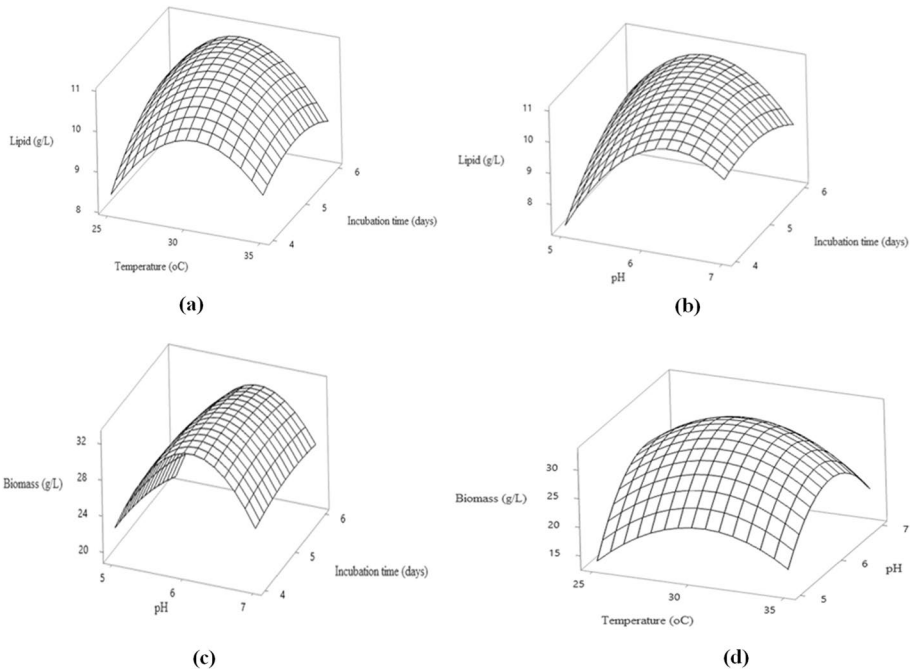 11
10
9
8
Lipid (g/L)
25
30
35
Temperature (oC)
4
5
6
Incubation time (days)
(a)
11
10
9
8
Lipid (g/L)
5
6
7
pH
4
5
6
Incubation time (days)
(b)
32
28
24
20
Biomass (g/L)
5
6
7
pH
4
5
6
Incubation time (days)
(c)
30
25
20
15
Biomass (g/L)
25
30
35
Temperature (oC)
5
6
7
pH
(d)